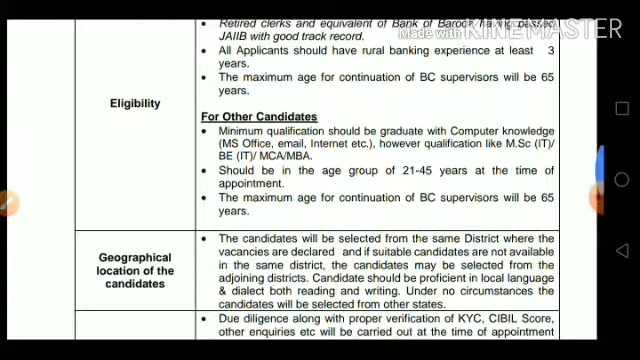 Retired clerks and equivalent of Bank of Baroda having passed
JAIIB with good track record.
Made with KINEMASTER
• All Applicants should have rural banking experience at least 3
years.
• The maximum age for continuation of BC supervisors will be 65
years.
Eligibility
For Other Candidates
• Minimum qualification should be graduate with Computer knowledge
(MS Office, email, Internet etc.), however qualification like M.Sc (IT)/
BE (IT)/ MCA/MBA.
• Should be in the age group of 21-45 years at the time of
appointment.
• The maximum age for continuation of BC supervisors will be 65
years.
Geographical
location of the
candidates
• The candidates will be selected from the same District where the
vacancies are declared and if suitable candidates are not available
in the same district, the candidates may be selected from the
adjoining districts. Candidate should be proficient in local language
& dialect both reading and writing. Under no circumstances the
candidates will be selected from other states.
• Due diligence along with proper verification of KYC, CIBIL Score,
other enquiries etc will be carried out at the time of appointment